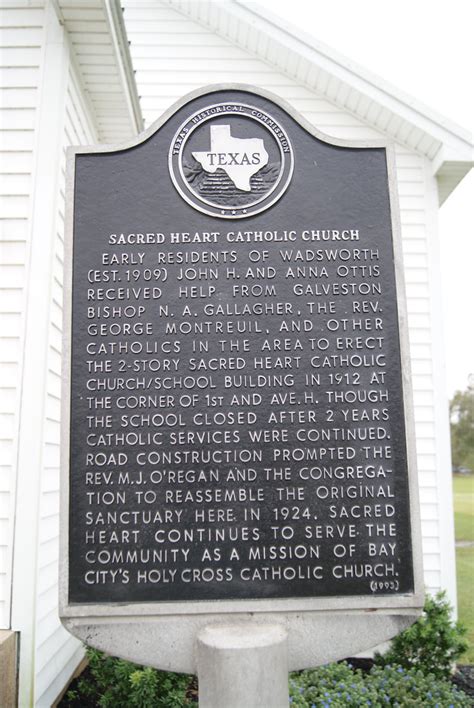 TEXAS HISTORICAL COMMISSION
TEXAS
SACRED HEART CATHOLIC CHURCH
EARLY RESIDENTS OF WADSWORTH
(EST. 1909) JOHN H. AND ANNA OTTIS
RECEIVED HELP FROM GALVESTON
BISHOP N. A. GALLAGHER, THE REV.
GEORGE MONTREUIL, AND OTHER
CATHOLICS IN THE AREA TO ERECT
THE 2-STORY SACRED HEART CATHOLIC
CHURCH/SCHOOL BUILDING IN 1912 AT
THE CORNER OF 1ST AND AVE. H. THOUGH
THE SCHOOL CLOSED AFTER 2 YEARS
CATHOLIC SERVICES WERE CONTINUED.
ROAD CONSTRUCTION PROMPTED THE
REV. M.J. O'REGAN AND THE CONGREGA-
TION TO REASSEMBLE THE ORIGINAL
SANCTUARY HERE IN 1924. SACRED
HEART CONTINUES TO SERVE THE
COMMUNITY AS A MISSION OF BAY
CITY'S HOLY CROSS CATHOLIC CHURCH.
(1993)